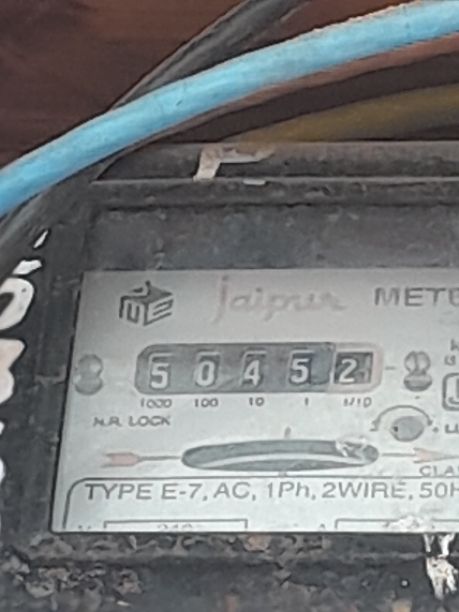 Jaipur METE
5 0 4 5 2
1000 100 10 1 1/10
N.R. LOCK
TYPE E-7, AC, 1Ph, 2WIRE, 50H